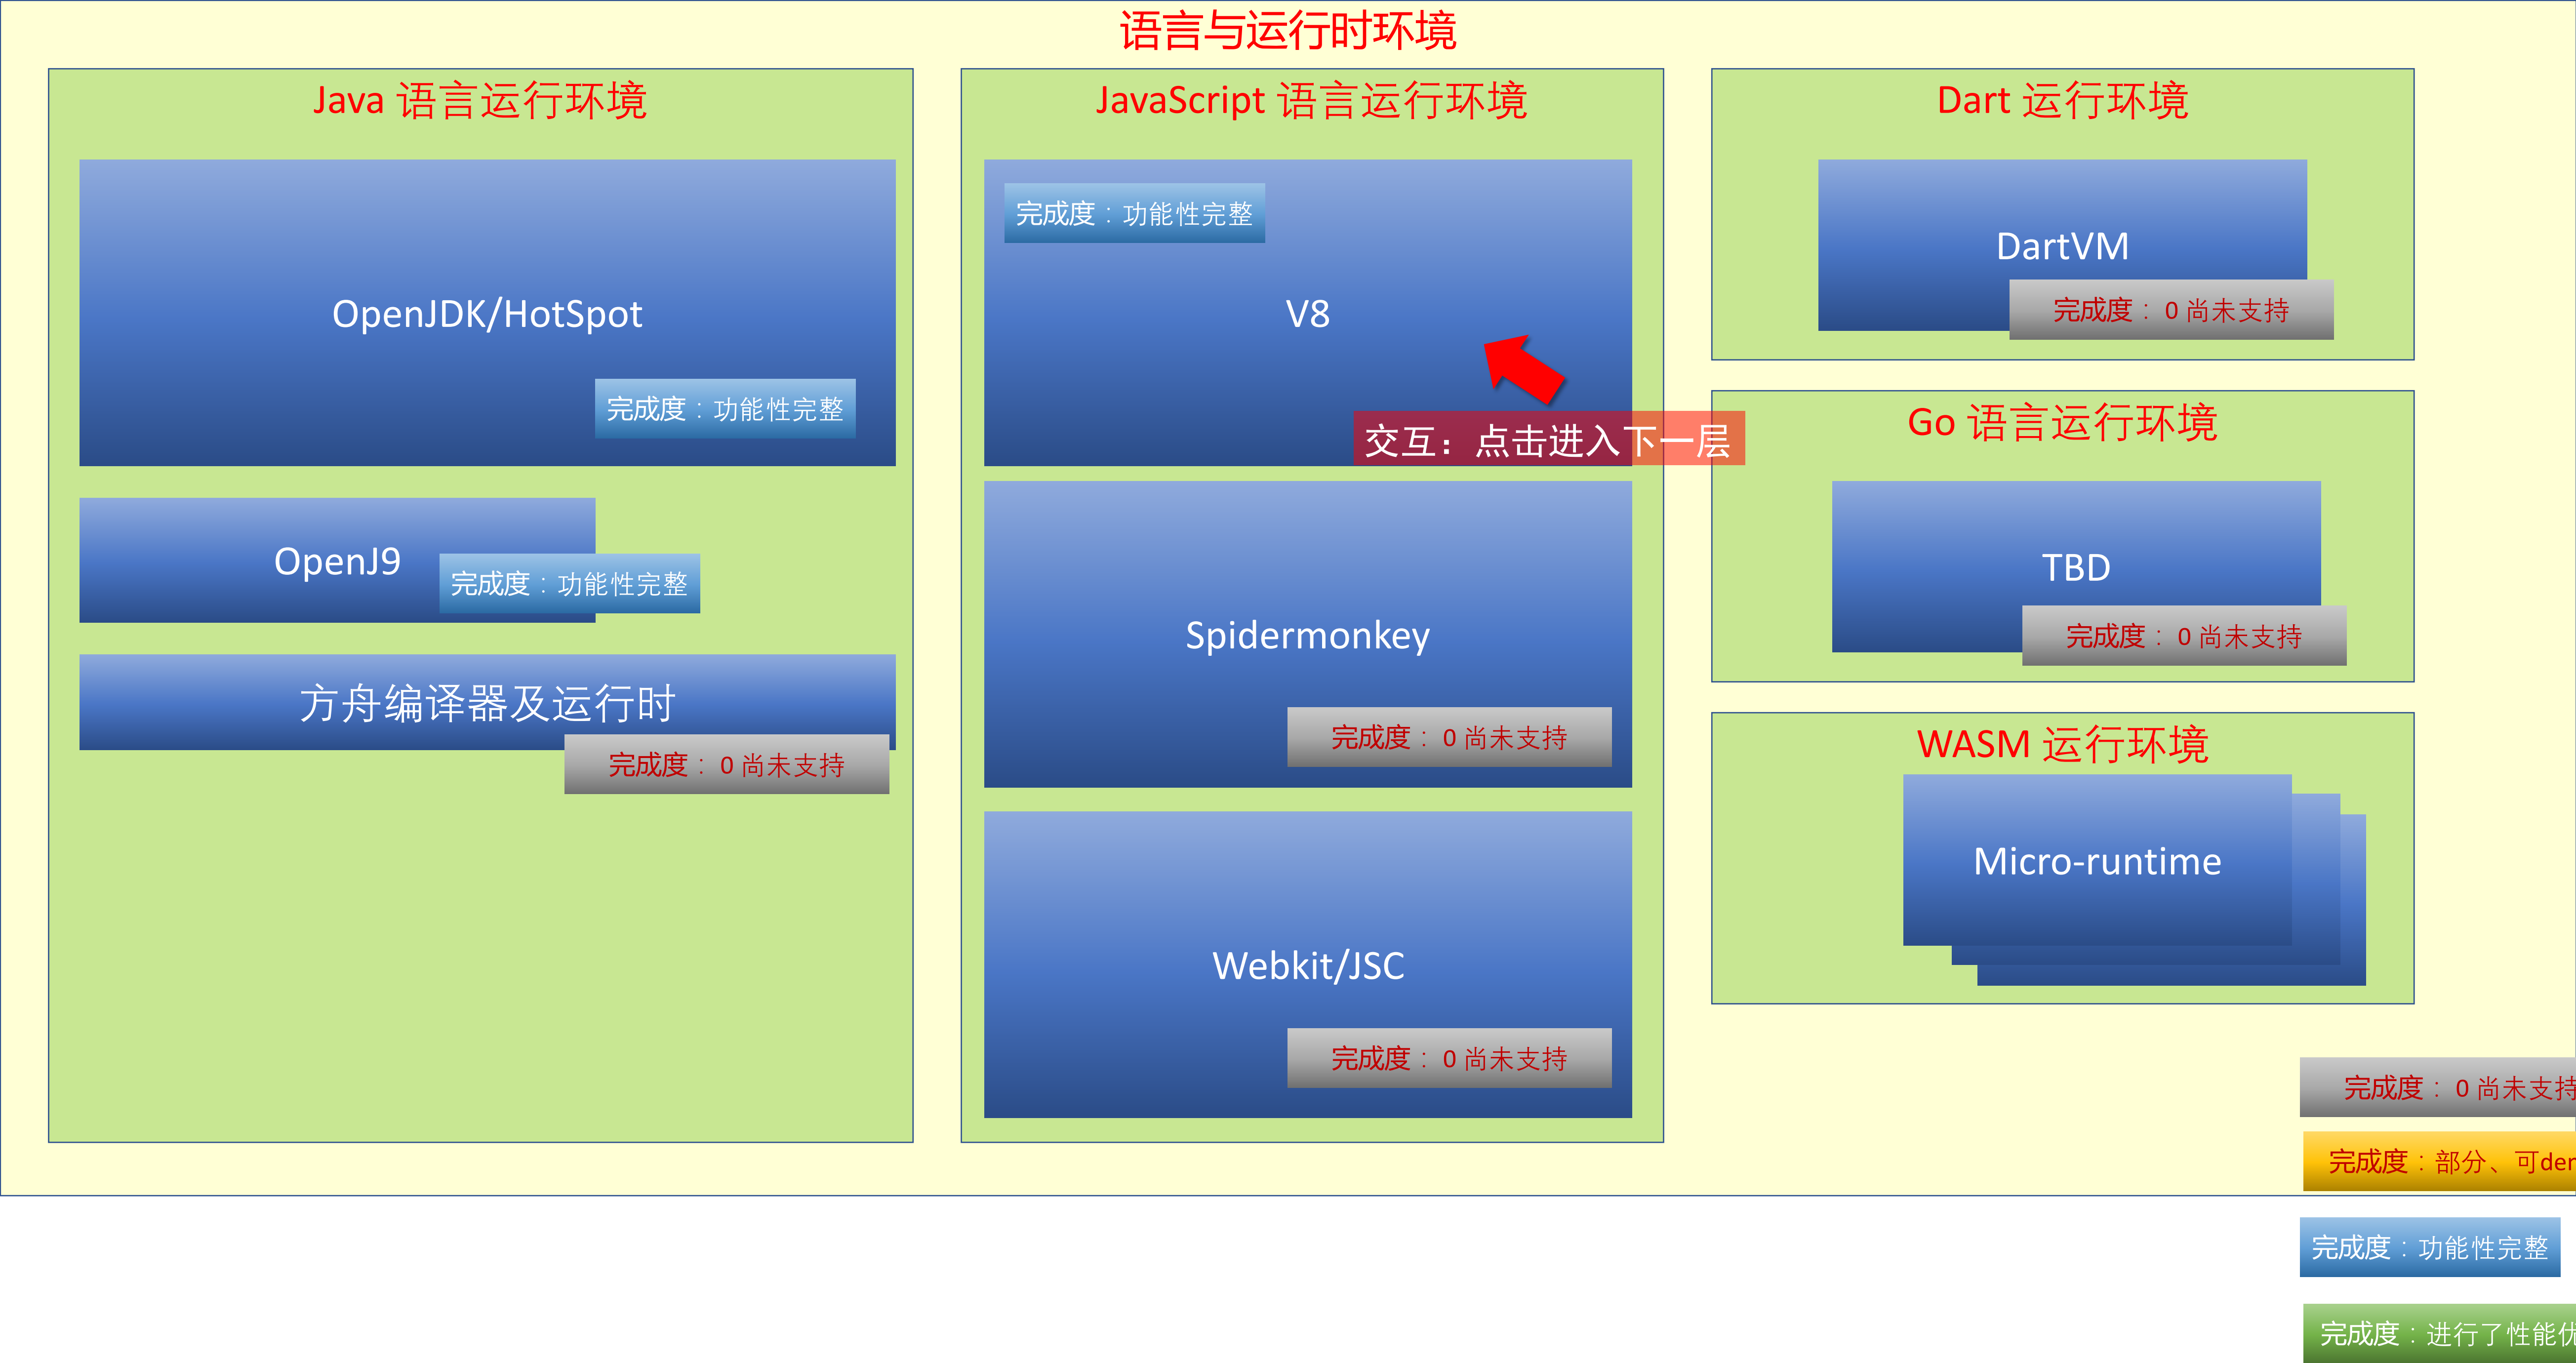 语言与运行时环境
Java 语言运行环境
OpenJDK/HotSpot
完成度：功能性完整
OpenJ9
完成度：功能性完整
方舟编译器及运行时
完成度：0 尚未支持
JavaScript 语言运行环境
完成度：功能性完整
V8
交互：点击进入下一层
Spidermonkey
完成度：0 尚未支持
Webkit/JSC
完成度：0 尚未支持
Dart 运行环境
DartVM
完成度：0 尚未支持
Go 语言运行环境
TBD
完成度：0 尚未支持
WASM 运行环境
Micro-runtime
完成度：0 尚未支持
完成度：部分、可
完成度：功能性完整
完成度：进行了性能